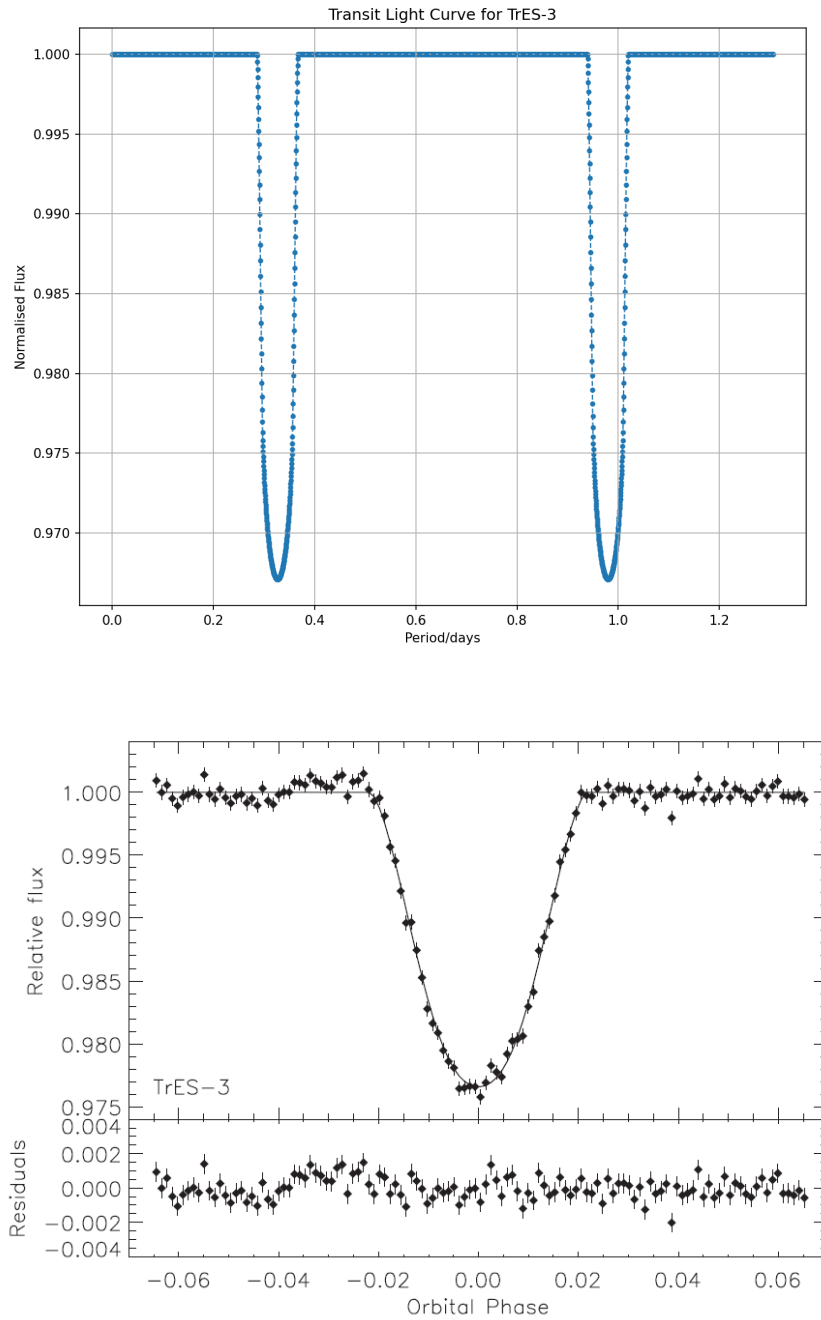 Transit Light Curve for TrES-3
1.000
0.995
0.990
0.985
0.980
0.975
0.970
Normalised Flux
0.0 0.2 0.4 0.6 0.8 1.0 1.2
Period/days
1.000
0.995
0.990
0.985
0.980
0.975
Relative flux
TrES-3
0.004
0.002
0.000
−0.002
−0.004
Residuals
−0.06 −0.04 −0.02 0.00 0.02 0.04 0.06
Orbital Phase